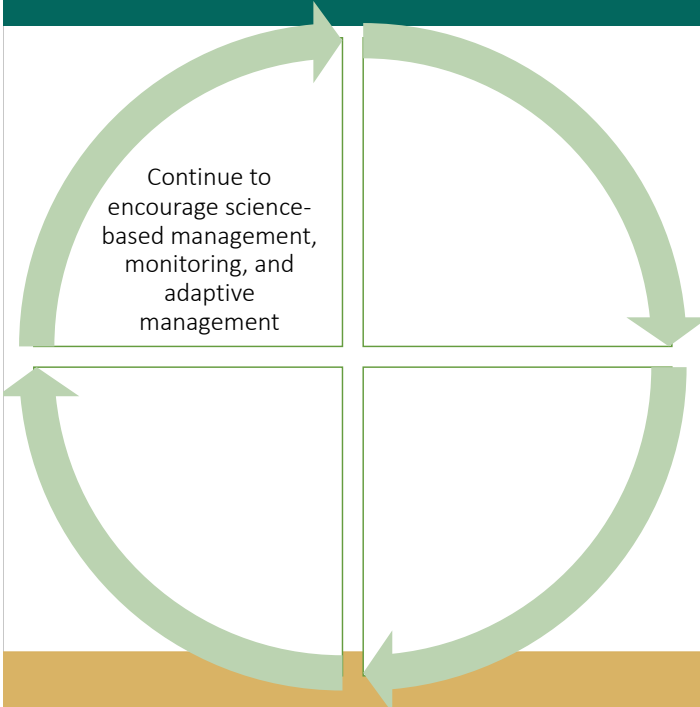 Continue to
encourage science-
based management,
monitoring, and
adaptive
management